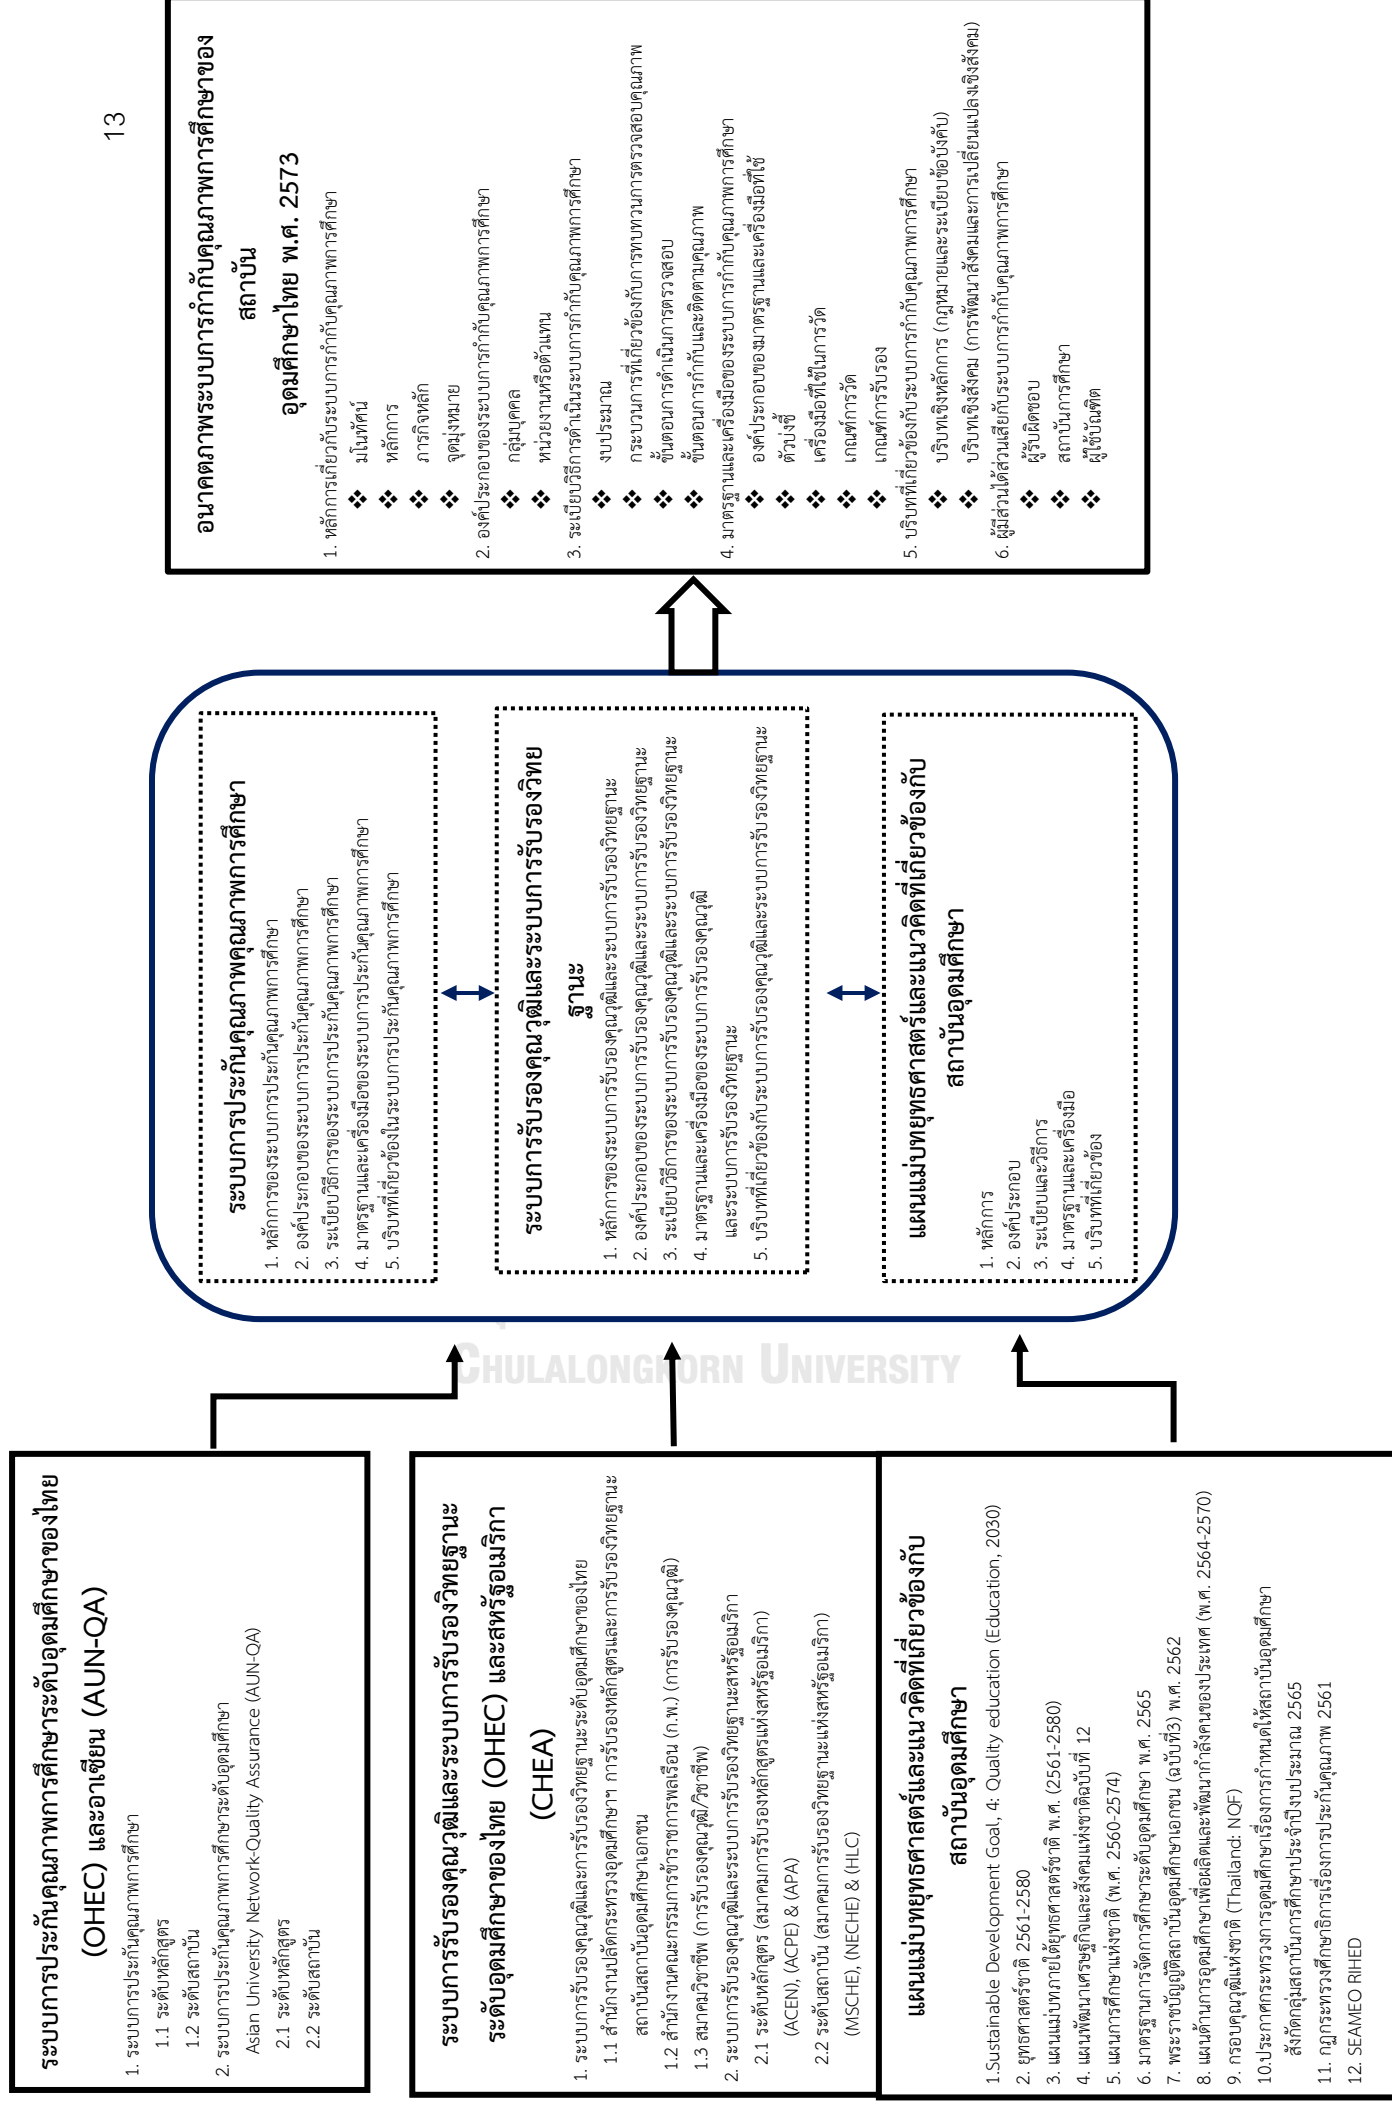 13
ระบบการประกันคุณภาพการศึกษาระดับอุดมศึกษาของไทย
(OHEC) และอาเซียน (AUN-QA)
1. ระบบการประกันคุณภาพการศึกษา
1.1 ระดับหลักสูตร
1.2 ระดับสถาบัน
2. ระบบการประกันคุณภาพการศึกษาระดับอุดมศึกษา
Asian University Network-Quality Assurance (AUN-QA)
2.1 ระดับหลักสูตร
2.2 ระดับสถาบัน
ระบบการรับรองคุณวุฒิและระบบการรับรองวิทยฐานะ
ระดับอุดมศึกษาของไทย (OHEC) และสหรัฐอเมริกา
(CHEA)
1. ระบบการรับรองคุณวุฒิและการรับรองวิทยฐานะระดับอุดมศึกษาของไทย
1.1 สำนักงานปลัดกระทรวงอุดมศึกษาฯ การรับรองหลักสูตรและการรับรองวิทยฐานะ
สถาบันสถาบันอุดมศึกษาเอกชน
1.2 สำนักงานคณะกรรมการข้าราชการพลเรือน (ก.พ.) (การรับรองคุณวุฒิ)
1.3 สมาคมวิชาชีพ (การรับรองคุณวุฒิ/วิชาชีพ)
2. ระบบการรับรองคุณวุฒิและระบบการรับรองวิทยฐานะสหรัฐอเมริกา
2.1 ระดับหลักสูตร (สมาคมการรับรองหลักสูตรแห่งสหรัฐอเมริกา)
(ACEN), (ACPE) & (APA)
2.2 ระดับสถาบัน (สมาคมการรับรองวิทยฐานะแห่งสหรัฐอเมริกา)
(MSCHE), (NECHE) & (HLC)
แผนแม่บทยุทธศาสตร์และแนวคิดที่เกี่ยวข้องกับ
สถาบันอุดมศึกษา
1.Sustainable Development Goal, 4: Quality education (Education, 2030)
2. ยุทธศาสตร์ชาติ 2561-2580
3. แผนแม่บทภายใต้ยุทธศาสตร์ชาติ พ.ศ. (2561-2580)
4. แผนพัฒนาเศรษฐกิจและสังคมแห่งชาติฉบับที่ 12
5. แผนการศึกษาแห่งชาติ (พ.ศ. 2560-2574)
6. มาตรฐานการจัดการศึกษาระดับอุดมศึกษา พ.ศ. 2565
7. พระราชบัญญัติสถาบันอุดมศึกษาเอกชน (ฉบับที่3) พ.ศ. 2562
8. แผนด้านการอุดมศึกษาเพื่อผลิตและพัฒนากำลังคนของประเทศ (พ.ศ. 2564-2570)
9. กรอบคุณวุฒิแห่งชาติ (Thailand: NQF)
10.ประกาศกระทรวงการอุดมศึกษาเรื่องการกำหนดให้สถาบันอุดมศึกษา
สังกัดกลุ่มสถาบันการศึกษาประจำปีงบประมาณ 2565
11. กฎกระทรวงศึกษาธิการเรื่องการประกันคุณภาพ 2561
12. SEAMEO RIHED
ระบบการประกันคุณภาพคุณภาพการศึกษา
1. หลักการของระบบการประกันคุณภาพการศึกษา
2. องค์ประกอบของระบบการประกันคุณภาพการศึกษา
3. ระเบียบวิธีการของระบบการประกันคุณภาพการศึกษา
4. มาตรฐานและเครื่องมือของระบบการประกันคุณภาพการศึกษา
5. บริบทที่เกี่ยวข้องในระบบการประกันคุณภาพการศึกษา
ระบบการรับรองคุณวุฒิและระบบการรับรองวิทย
ฐานะ
1. หลักการของระบบการรับรองคุณวุฒิและระบบการรับรองวิทยฐานะ
2. องค์ประกอบของระบบการรับรองคุณวุฒิและระบบการรับรองวิทยฐานะ
3. ระเบียบวิธีการของระบบการรับรองคุณวุฒิและระบบการรับรองวิทยฐานะ
4. มาตรฐานและเครื่องมือของระบบการรับรองคุณวุฒิ
และระบบการรับรองวิทยฐานะ
5. บริบทที่เกี่ยวข้องกับระบบการรับรองคุณวุฒิและระบบการรับรองวิทยฐานะ
แผนแม่บทยุทธศาสตร์และแนวคิดที่เกี่ยวข้องกับ
สถาบันอุดมศึกษา
1. หลักการ
2. องค์ประกอบ
3. ระเบียบและวิธีการ
4. มาตรฐานและเครื่องมือ
5. บริบทที่เกี่ยวข้อง
CHULALONGKORN UNIVERSITY
อนาคตภาพระบบการกำกับคุณภาพการศึกษาของ
สถาบัน
อุดมศึกษาไทย พ.ศ. 2573
1. หลักการเกี่ยวกับระบบการกำกับคุณภาพการศึกษา
❖ มโนทัศน์
❖ หลักการ
❖ ภารกิจหลัก
❖ จุดมุ่งหมาย
2. องค์ประกอบของระบบการกำกับคุณภาพการศึกษา
❖ กลุ่มบุคคล
❖ หน่วยงานหรือตัวแทน
3. ระเบียบวิธีการดำเนินระบบการกำกับคุณภาพการศึกษา
❖ งบประมาณ
❖ กระบวนการที่เกี่ยวข้องกับการทบทวนการตรวจสอบคุณภาพ
❖ ขั้นตอนการดำเนินการตรวจสอบ
❖ ขั้นตอนการกำกับและติดตามคุณภาพ
4. มาตรฐานและเครื่องมือของระบบการกำกับคุณภาพการศึกษา
❖ องค์ประกอบของมาตรฐานและเครื่องมือที่ใช้
❖ ตัวบ่งชี้
❖ เครื่องมือที่ใช้ในการวัด
❖ เกณฑ์การวัด
❖ เกณฑ์การรับรอง
5. บริบทที่เกี่ยวข้องกับระบบการกำกับคุณภาพการศึกษา
❖ บริบทเชิงหลักการ (กฎหมายและระเบียบข้อบังคับ)
❖ บริบทเชิงสังคม (การพัฒนาสังคมและการเปลี่ยนแปลงเชิงสังคม)
6. ผู้มีส่วนได้ส่วนเสียกับระบบการกำกับคุณภาพการศึกษา
❖ ผู้รับผิดชอบ
❖ สถาบันการศึกษา
❖ ผู้ใช้บัณฑิต